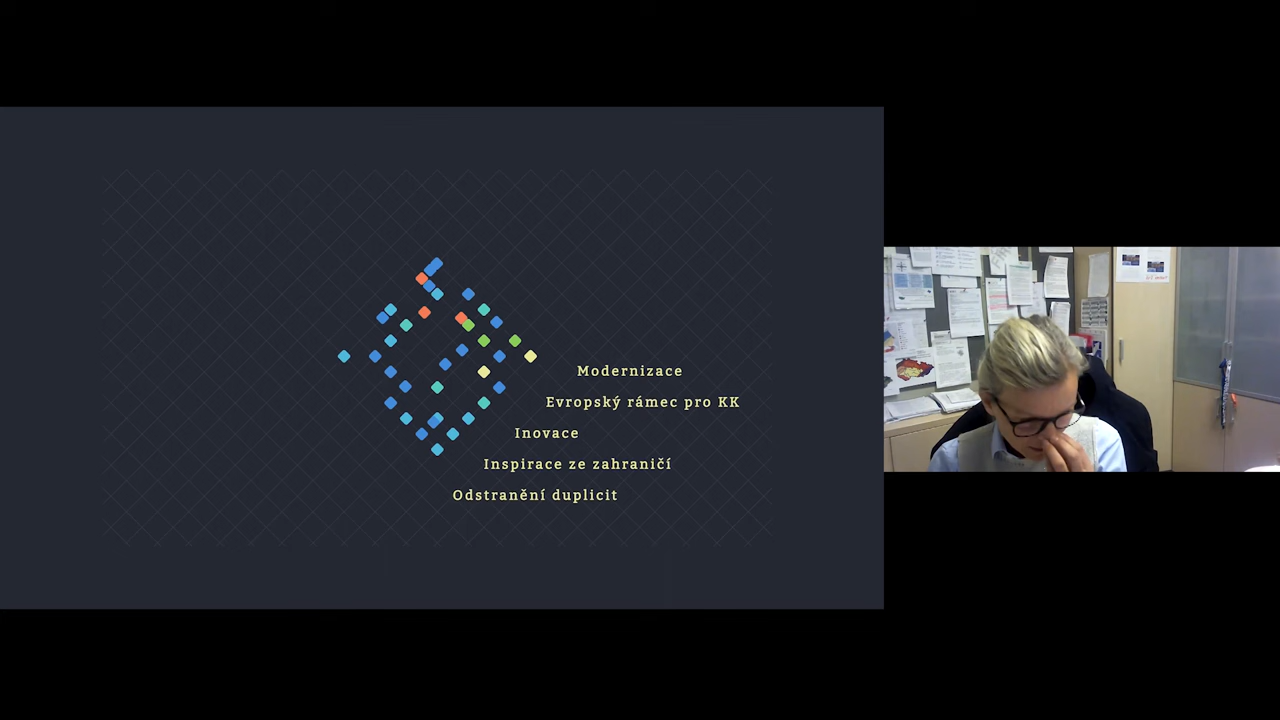 Modernizace
Evropský rámec pro KK
Inovace
Inspirace ze zahraničí
Odstranění duplicit